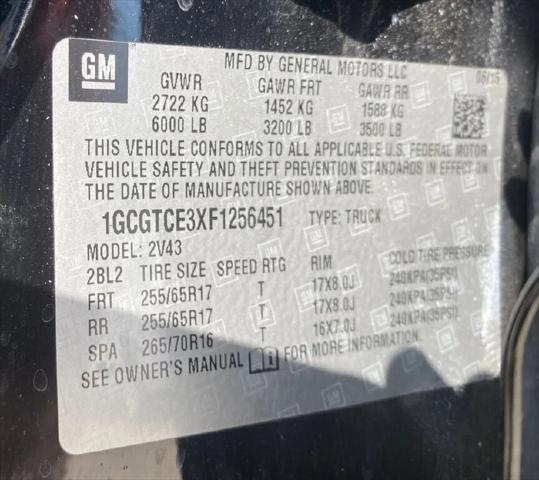 GM
MFD BY GENERAL MOTORS LLC 06/15
GVWR GAWR FRT GAWR RR
2722 KG 1452 KG 1588 KG
6000 LB 3200 LB 3500 LB
THIS VEHICLE CONFORMS TO ALL APPLICABLE U.S. FEDERAL MOTOR
VEHICLE SAFETY AND THEFT PREVENTION STANDARDS IN EFFECT ON
THE DATE OF MANUFACTURE SHOWN ABOVE.
1GCGTCE3XF1256451 TYPE: TRUCK
MODEL: 2V43
2BL2 TIRE SIZE SPEED RTG RIM COLD TIRE PRESSURE
FRT 255/65R17 T 17X8.0J 240KPA(35PSI)
RR 255/65R17 T 17X8.0J 240KPA(35PSI)
SPA 265/70R16 T 16X7.0J 240KPA(35PSI)
SEE OWNER'S MANUAL FOR MORE INFORMATION.